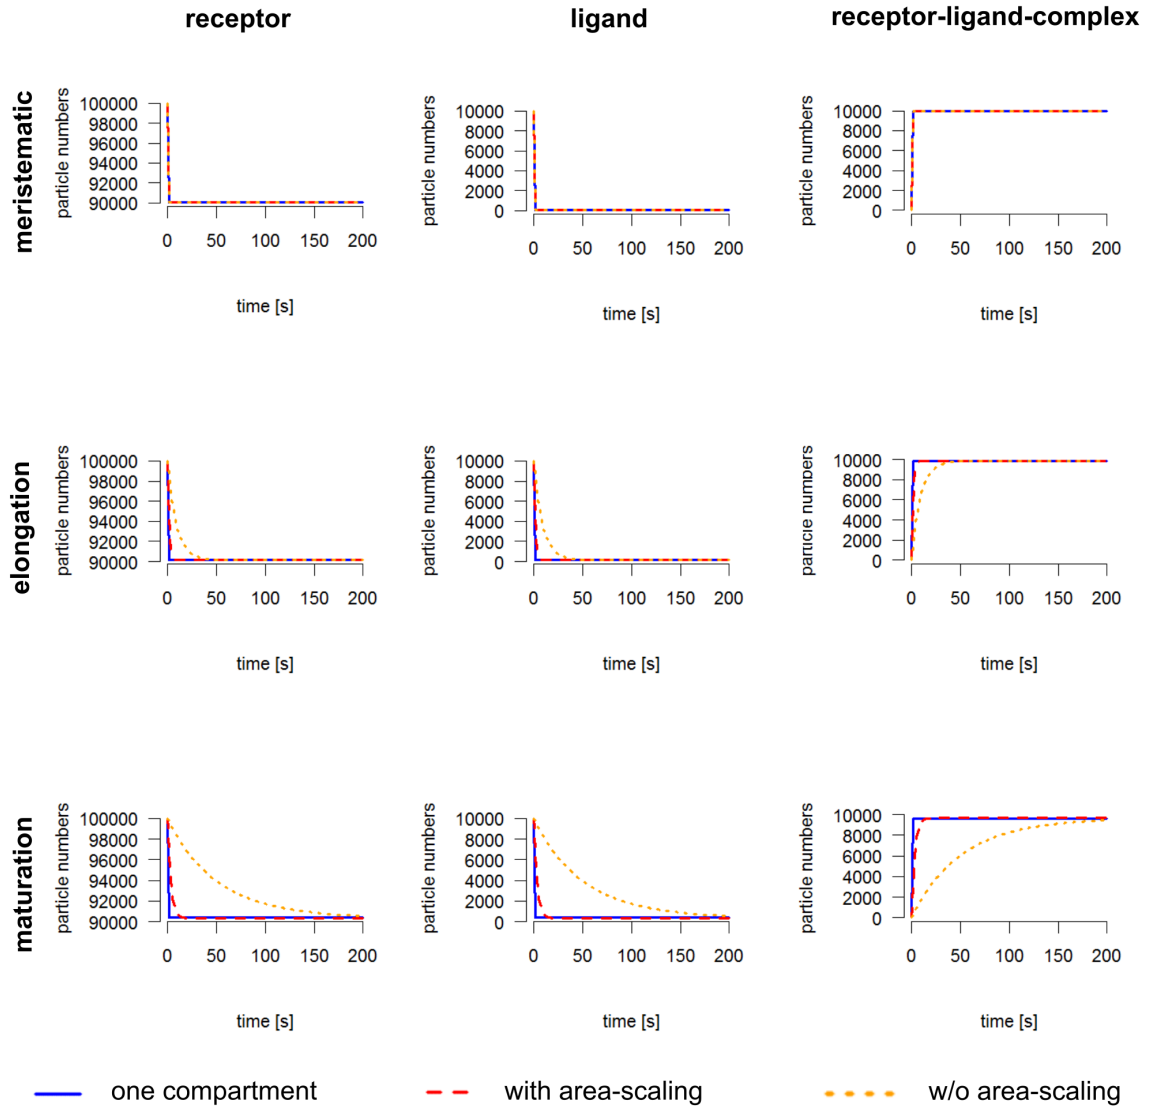 receptor
ligand
receptor-ligand-complex
meristematic
particle numbers
100000
98000
96000
94000
92000
90000
0 50 100 150 200
time [s]
particle numbers
10000
8000
6000
4000
2000
0
0 50 100 150 200
time [s]
particle numbers
10000
8000
6000
4000
2000
0
0 50 100 150 200
time [s]
elongation
particle numbers
100000
98000
96000
94000
92000
90000
0 50 100 150 200
time [s]
particle numbers
10000
8000
6000
4000
2000
0
0 50 100 150 200
time [s]
particle numbers
10000
8000
6000
4000
2000
0
0 50 100 150 200
time [s]
maturation
particle numbers
100000
98000
96000
94000
92000
90000
0 50 100 150 200
time [s]
particle numbers
10000
8000
6000
4000
2000
0
0 50 100 150 200
time [s]
particle numbers
10000
8000
6000
4000
2000
0
0 50 100 150 200
time [s]
one compartment
with area-scaling
w/o area-scaling